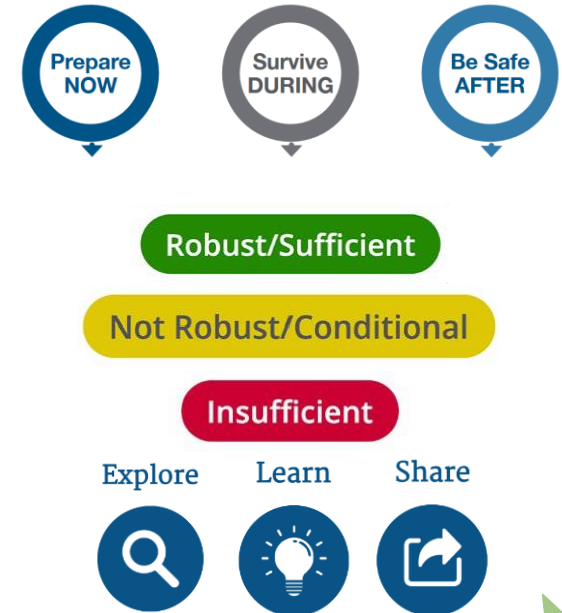 Prepare
NOW
Survive
DURING
Be Safe
AFTER
Robust/Sufficient
Not Robust/Conditional
Insufficient
Explore
Learn
Share